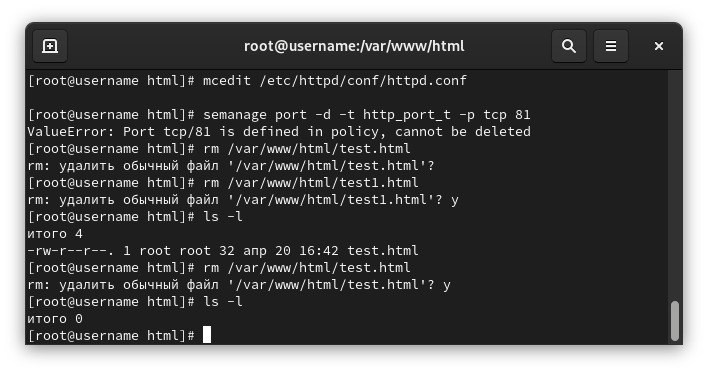 root@username:/var/www/html
[root@username html]# mcedit /etc/httpd/conf/httpd.conf
[root@username html]# semanage port -d -t http_port_t -p tcp 81
ValueError: Port tcp/81 is defined in policy, cannot be deleted
[root@username html]# rm /var/www/html/test.html
rm: удалить обычный файл '/var/www/html/test.html'?
[root@username html]# rm /var/www/html/test1.html
rm: удалить обычный файл '/var/www/html/test1.html'? y
[root@username html]# ls -l
итого 4
-rw-r--r--. 1 root root 32 апр 20 16:42 test.html
[root@username html]# rm /var/www/html/test.html
rm: удалить обычный файл '/var/www/html/test.html'? y
[root@username html]# ls -l
итого 0
[root@username html]#